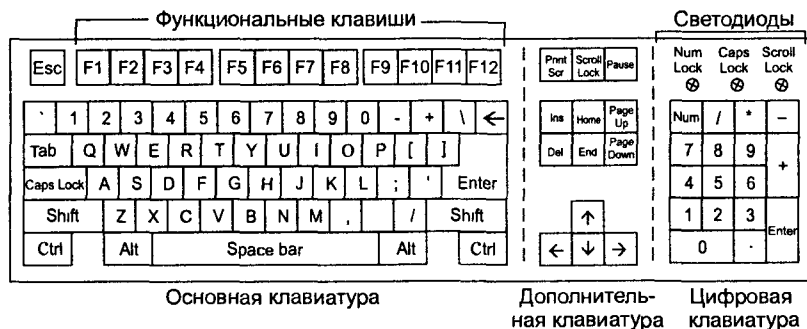 Функциональные клавиши
Светодиоды
Num Lock Caps Lock Scroll Lock
Esc F1 F2 F3 F4 F5 F6 F7 F8 F9 F10 F11 F12
Print Scr Scroll Lock Pause
` 1 2 3 4 5 6 7 8 9 0 - + \ ←
Ins Home Page Up
Num / * –
Tab Q W E R T Y U I O P [ ]
Del End Page Down
7 8 9 +
Caps Lock A S D F G H J K L ; ' Enter
4 5 6
Shift Z X C V B N M , / Shift
↑
1 2 3 Enter
Ctrl Alt Space bar Alt Ctrl
← ↓ →
0 .
Основная клавиатура
Дополнитель-
ная клавиатура
Цифровая
клавиатура